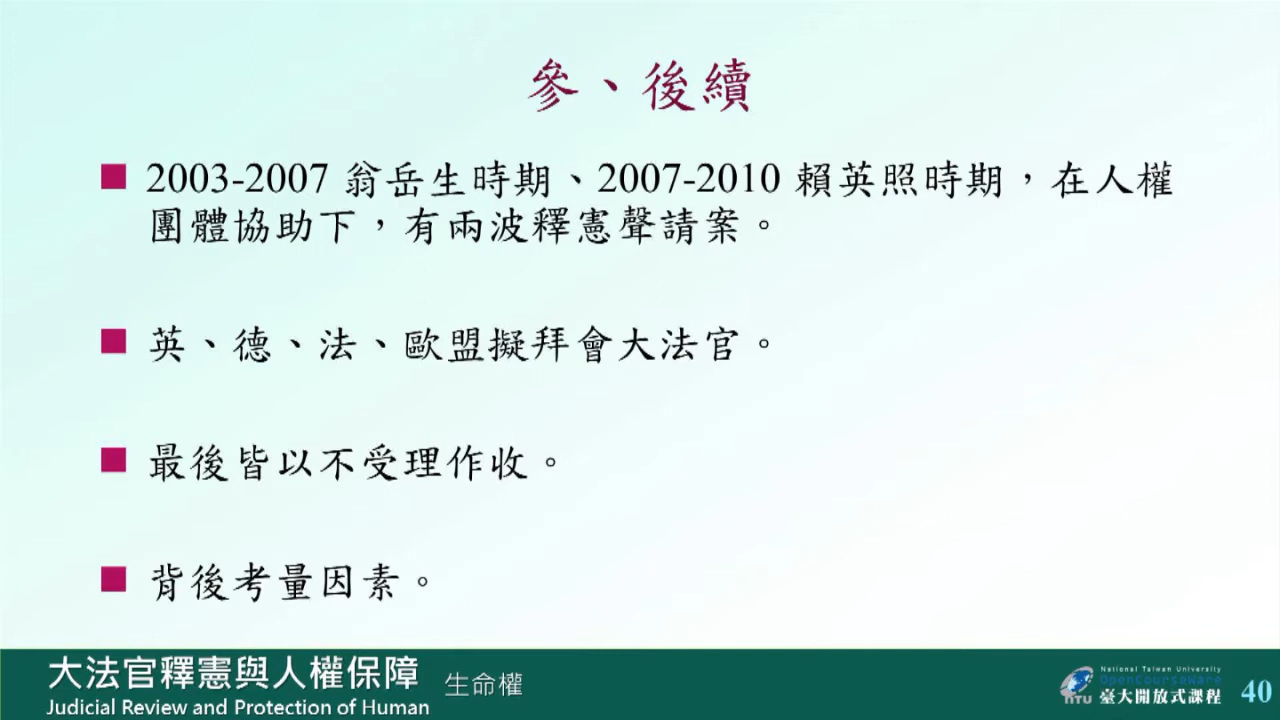 參、後續
2003-2007 翁岳生時期、2007-2010 賴英照時期，在人權
團體協助下，有兩波釋憲聲請案。
英、德、法、歐盟擬拜會大法官。
最後皆以不受理作收。
背後考量因素。
大法官釋憲與人權保障 生命權
Judicial Review and Protection of Human
National Taiwan University
OpenCourseWare
NTU 臺大開放式課程 40